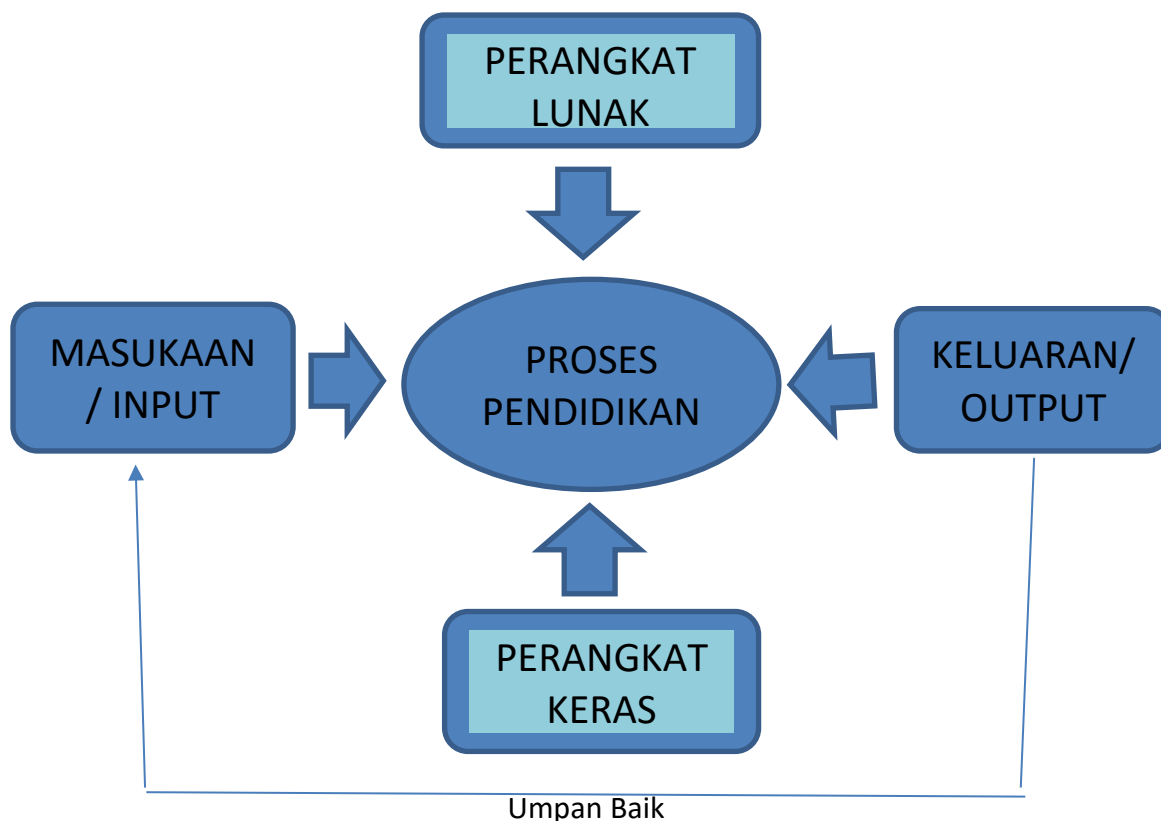 PERANGKAT
LUNAK
MASUKAAN
/ INPUT
PROSES
PENDIDIKAN
KELUARAN/
OUTPUT
PERANGKAT
KERAS
Umpan Baik